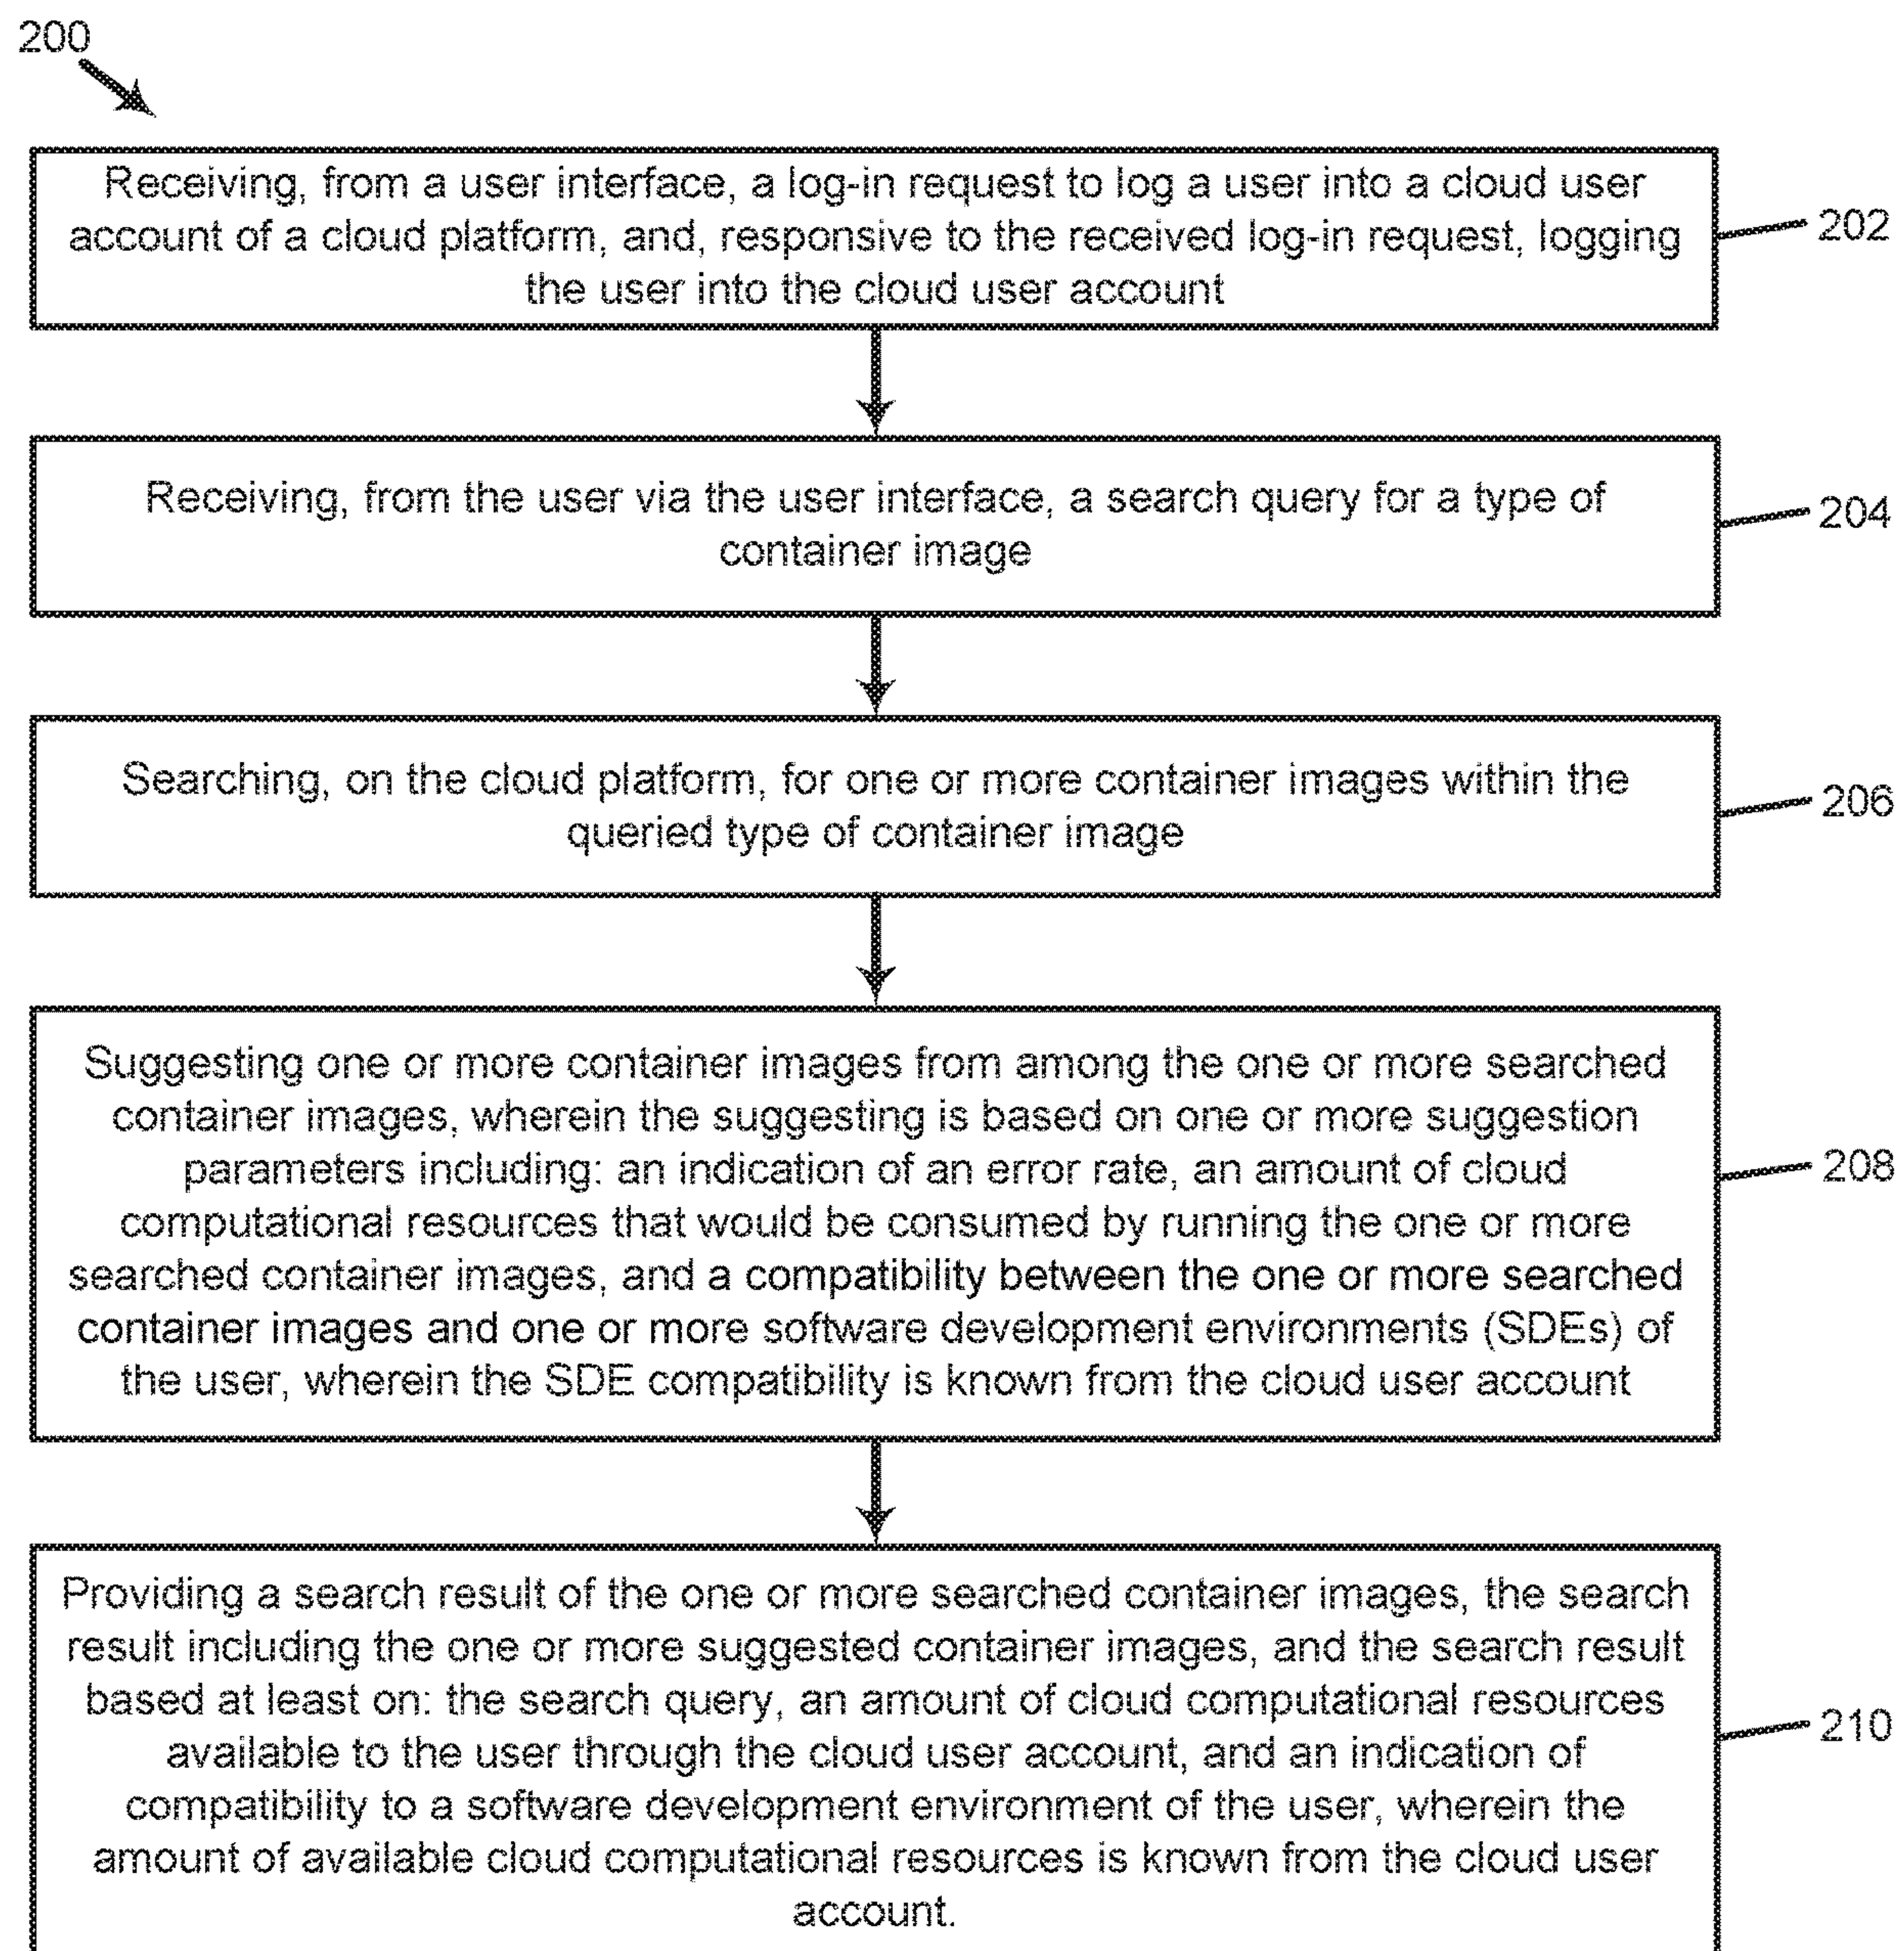 200
Receiving, from a user interface, a log-in request to log a user into a cloud user
account of a cloud platform, and, responsive to the received log-in request, logging
the user into the cloud user account
202
Receiving, from the user via the user interface, a search query for a type of
container image
204
Searching, on the cloud platform, for one or more container images within the
queried type of container image
206
Suggesting one or more container images from among the one or more searched
container images, wherein the suggesting is based on one or more suggestion
parameters including: an indication of an error rate, an amount of cloud
computational resources that would be consumed by running the one or more
searched container images, and a compatibility between the one or more searched
container images and one or more software development environments (SDEs) of
the user, wherein the SDE compatibility is known from the cloud user account
208
Providing a search result of the one or more searched container images, the search
result including the one or more suggested container images, and the search result
based at least on: the search query, an amount of cloud computational resources
available to the user through the cloud user account, and an indication of
compatibility to a software development environment of the user, wherein the
amount of available cloud computational resources is known from the cloud user
account.
210